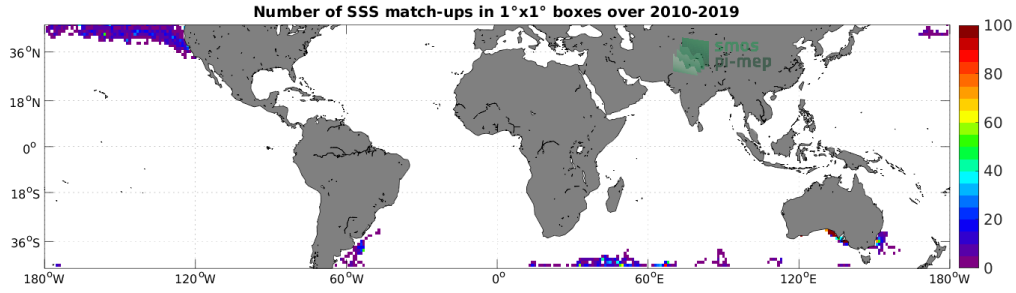 Number of SSS match-ups in 1°x1° boxes over 2010-2019
36°N
18°N
0°
18°S
36°S
180°W
120°W
60°W
0°
60°E
120°E
180°W
100
80
60
40
20
0
smos
pi-mep